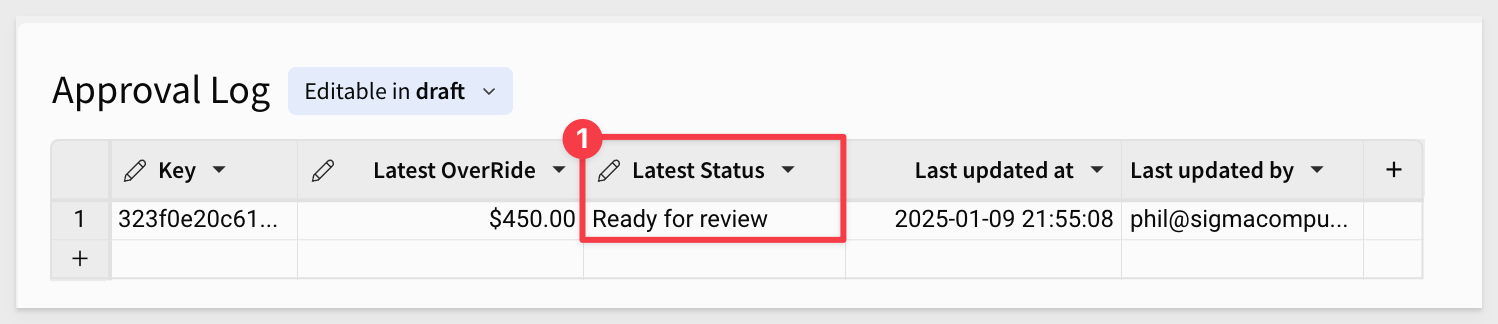 Approval Log Editable in draft
1
Key Latest OverRide Latest Status Last updated at Last updated by +
1 323f0e20c61... $450.00 Ready for review 2025-01-09 21:55:08 phil@sigmacompu...
+